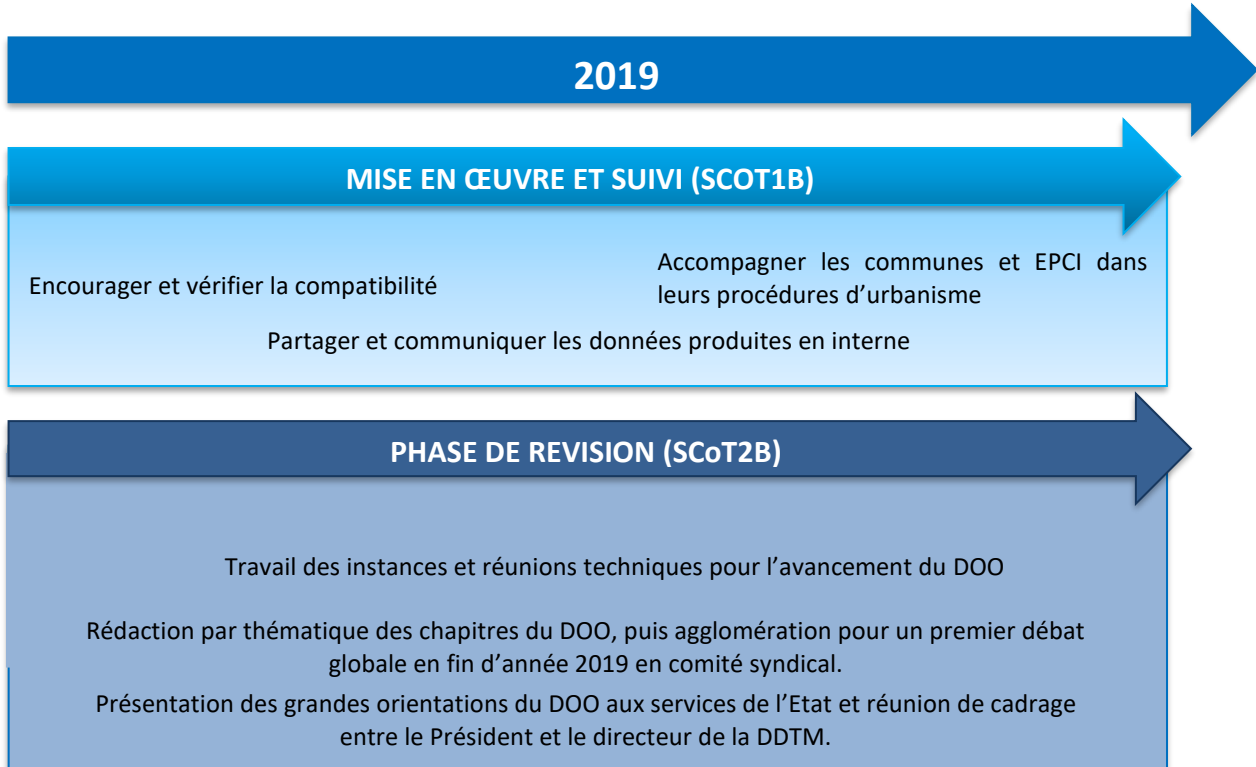 2019
MISE EN ŒUVRE ET SUIVI (SCOT1B)
Encourager et vérifier la compatibilité
Accompagner les communes et EPCI dans
leurs procédures d’urbanisme
Partager et communiquer les données produites en interne
PHASE DE REVISION (SCoT2B)
Travail des instances et réunions techniques pour l’avancement du DOO
Rédaction par thématique des chapitres du DOO, puis agglomération pour un premier débat
globale en fin d’année 2019 en comité syndical.
Présentation des grandes orientations du DOO aux services de l’Etat et réunion de cadrage
entre le Président et le directeur de la DDTM.